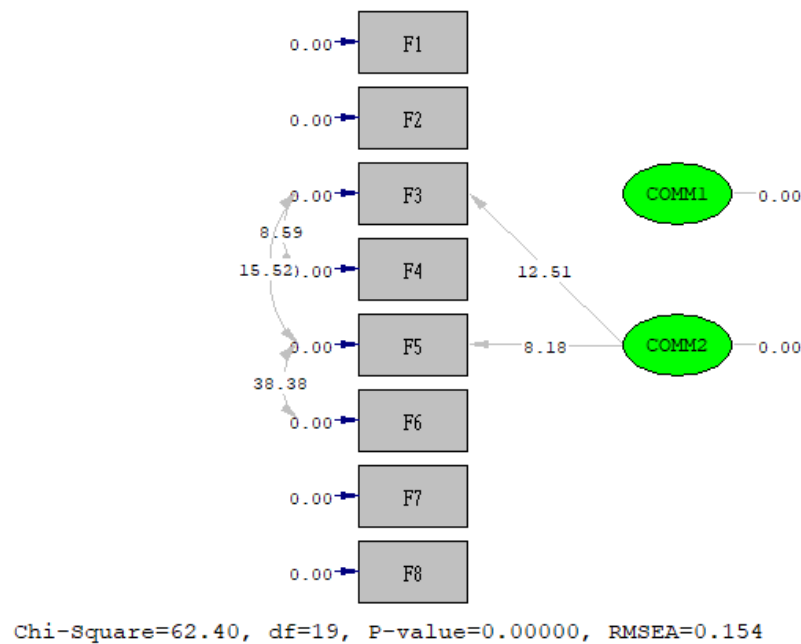 0.00 F1
0.00 F2
0.00 F3 COMM1 0.00
8.59
15.52 0.00 F4 12.51
0.00 F5 8.18 COMM2 0.00
38.38
0.00 F6
0.00 F7
0.00 F8
Chi-Square=62.40, df=19, P-value=0.00000, RMSEA=0.154